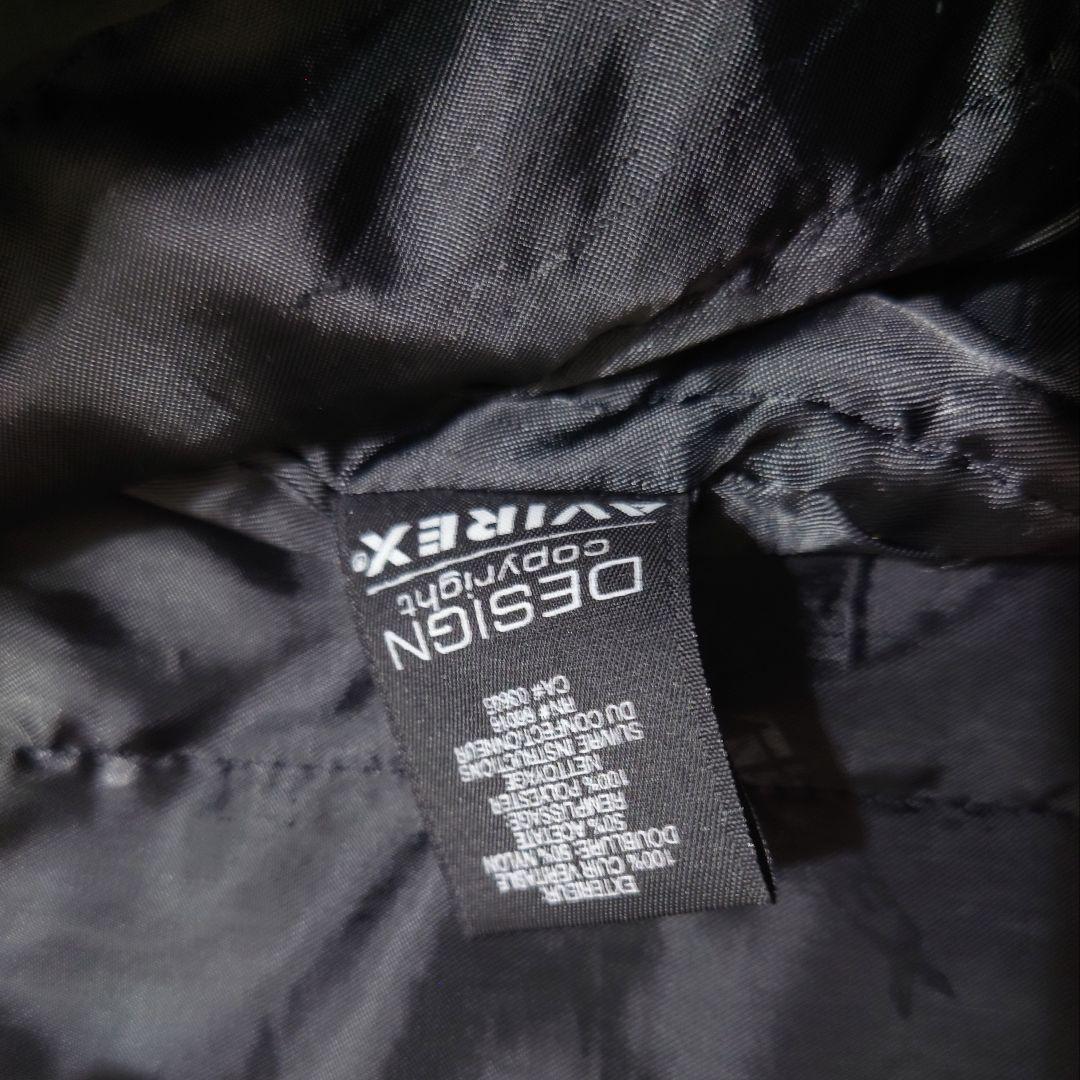 EXTERIEUR:
100% CUIR VERITABLE
DOUBLURE: 50% NYLON
50% ACETATE
REMPLISSAGE:
100% POLYESTER
NETTOYAGE:
SUIVRE INSTRUCTIONS
DU CONFECTIONNEUR
RN#
CA#
DESIGN
copyright
AVIREX®